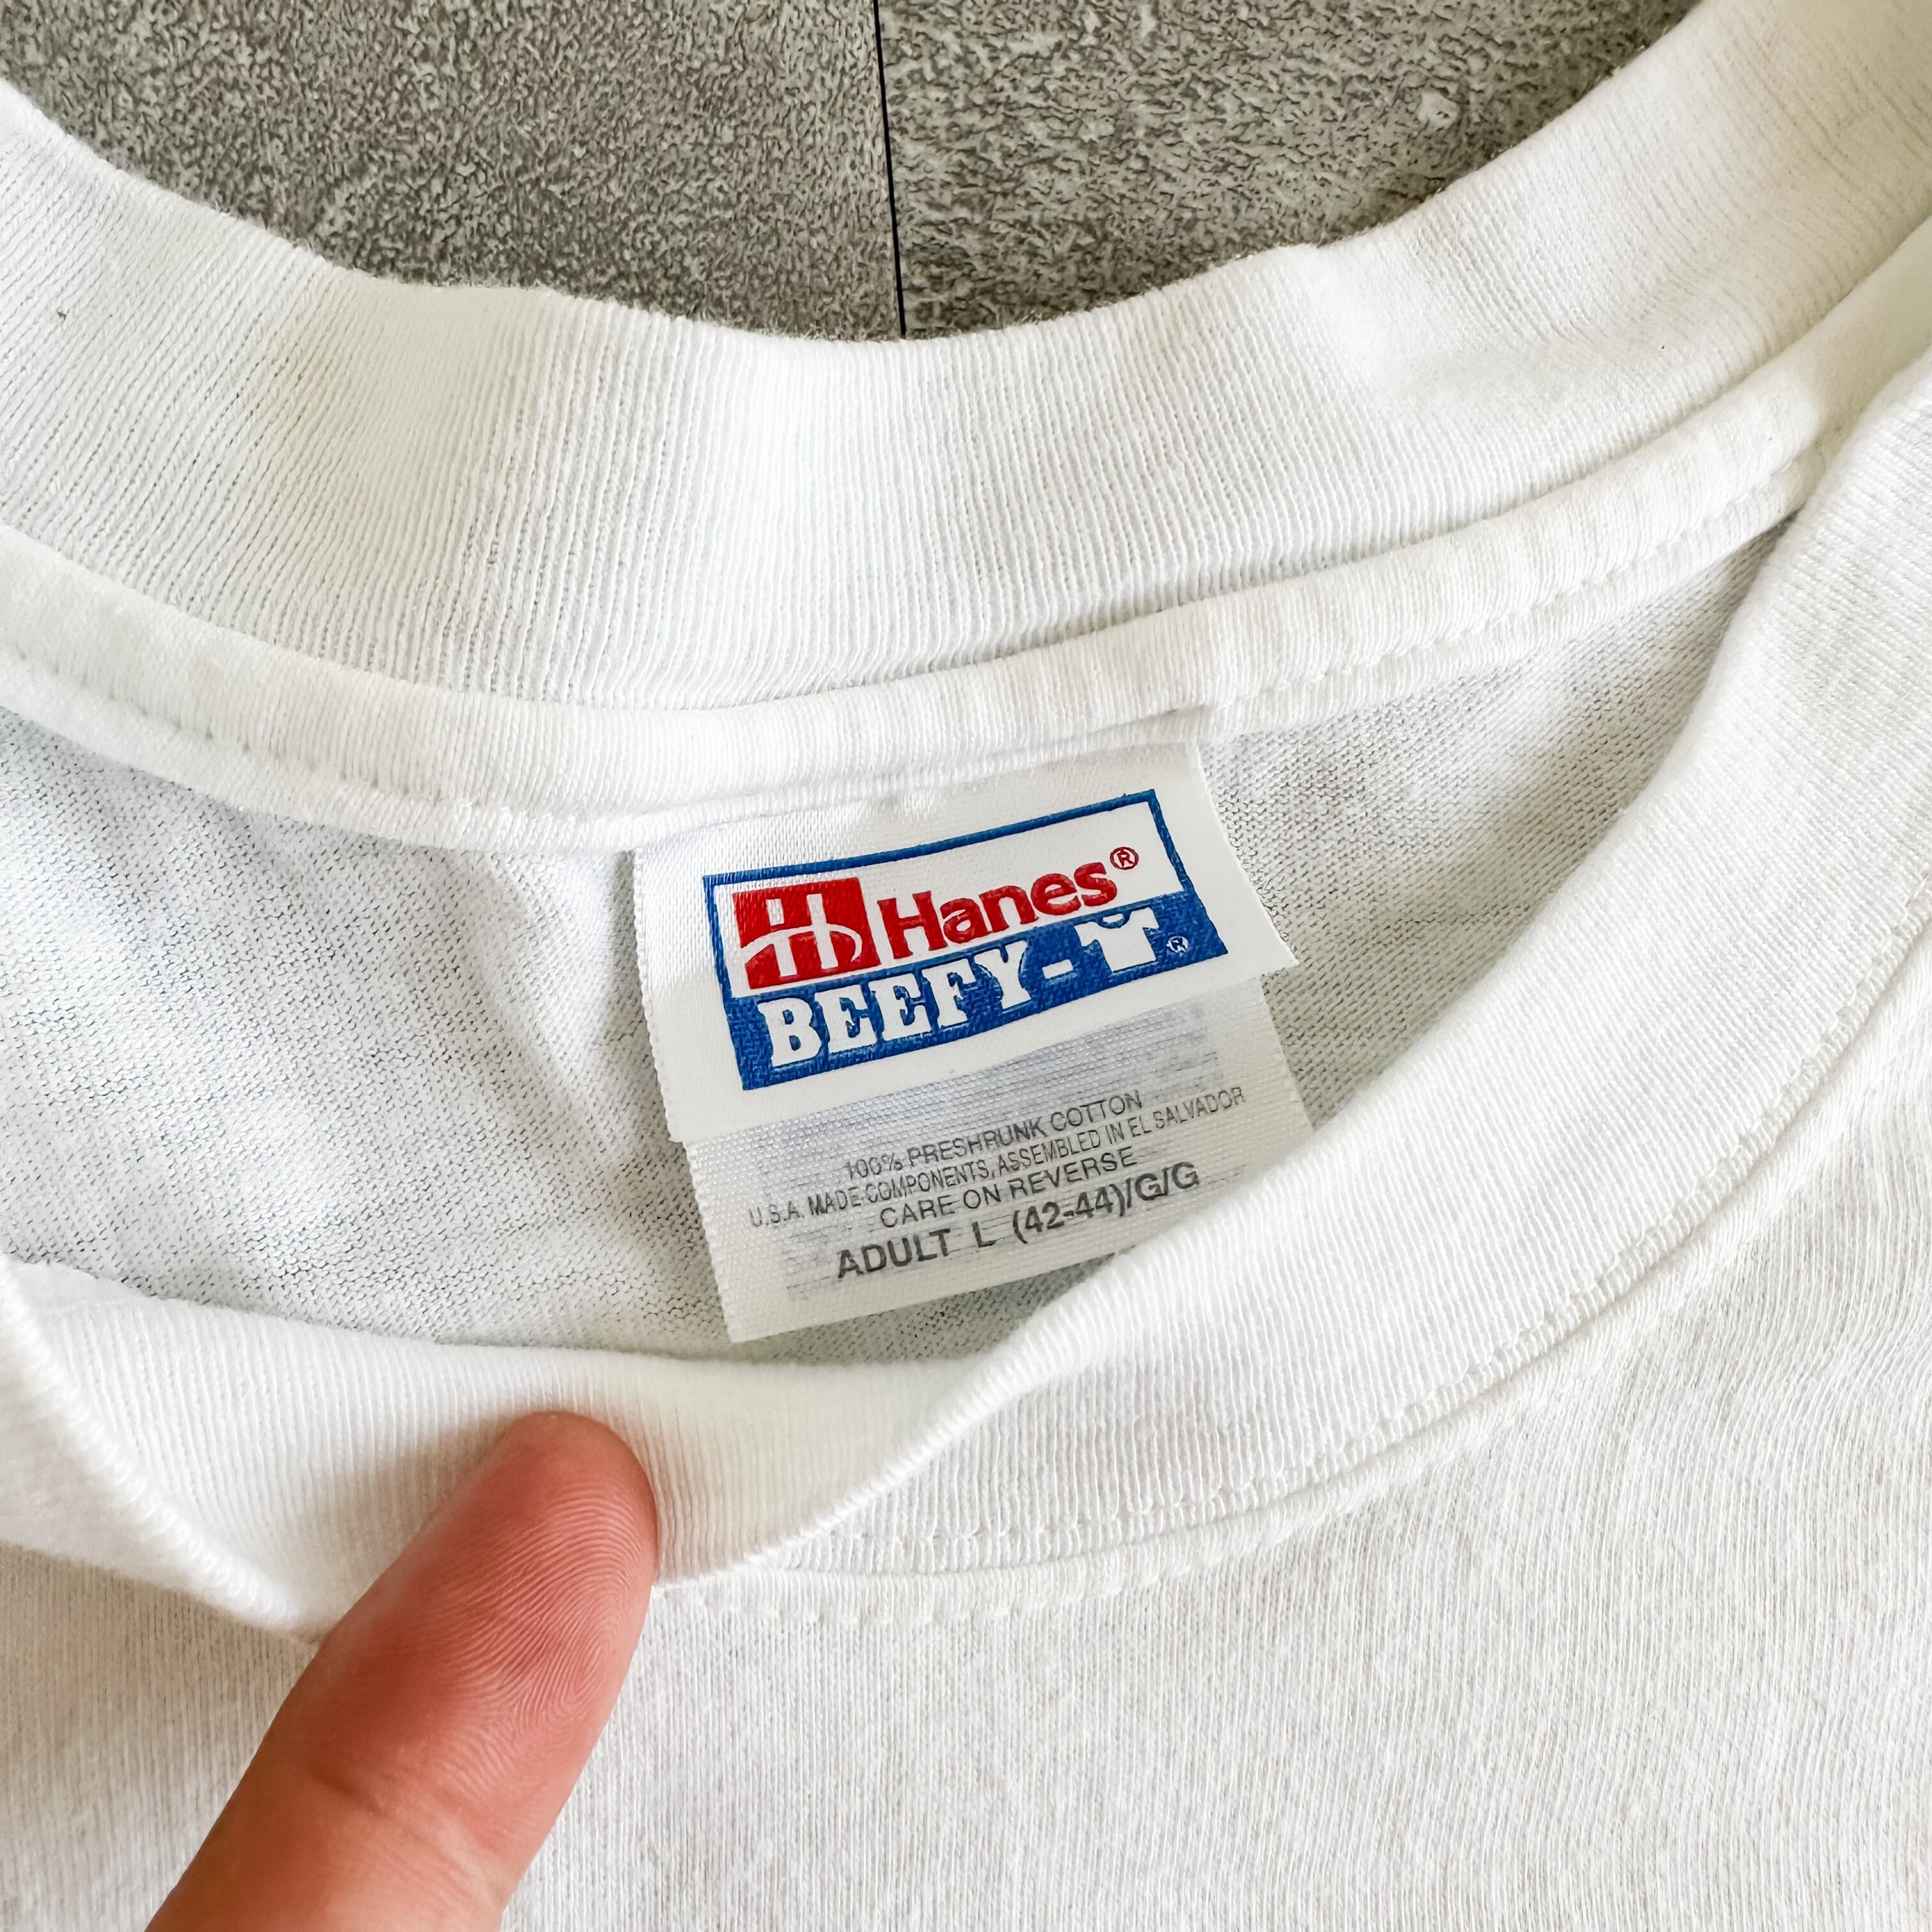 Hanes®
BEEFY-T®
100% PRESHRUNK COTTON
U.S.A. MADE COMPONENTS, ASSEMBLED IN EL SALVADOR
CARE ON REVERSE
ADULT L (42-44)/G/G